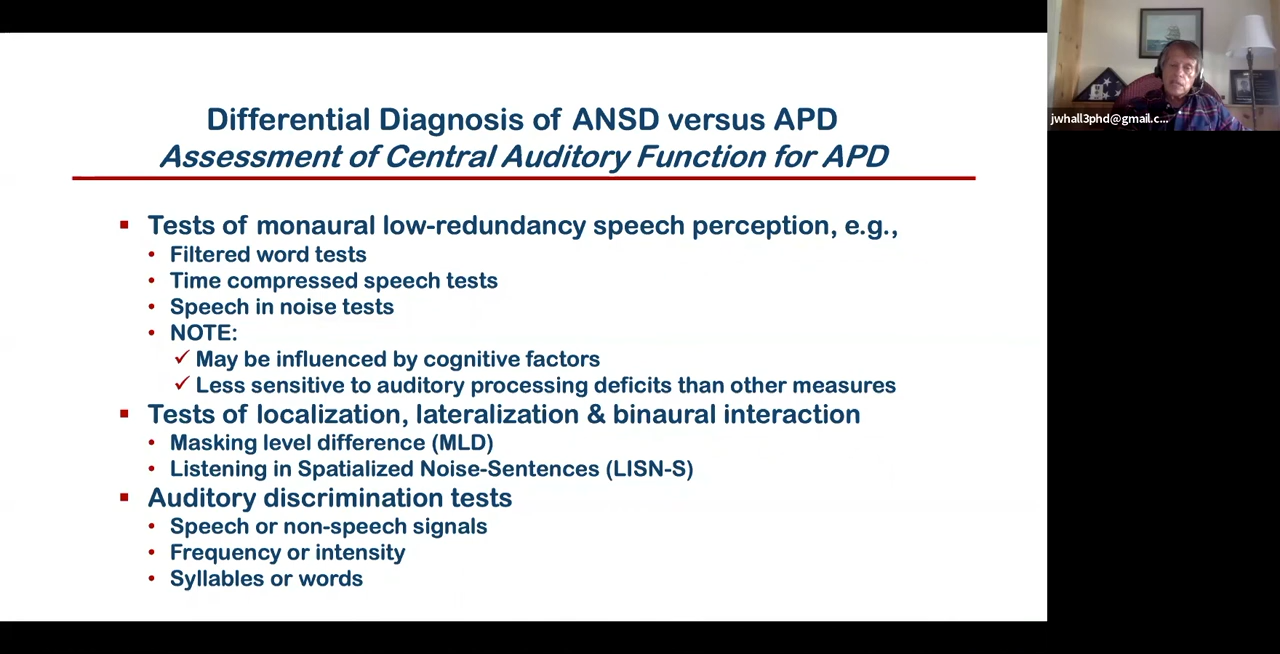 Differential Diagnosis of ANSD versus APD
Assessment of Central Auditory Function for APD
Tests of monaural low-redundancy speech perception, e.g.,
Filtered word tests
Time compressed speech tests
Speech in noise tests
NOTE:
May be influenced by cognitive factors
Less sensitive to auditory processing deficits than other measures
Tests of localization, lateralization & binaural interaction
Masking level difference (MLD)
Listening in Spatialized Noise-Sentences (LISN-S)
Auditory discrimination tests
Speech or non-speech signals
Frequency or intensity
Syllables or words
jwhall3phd@gmail.c...